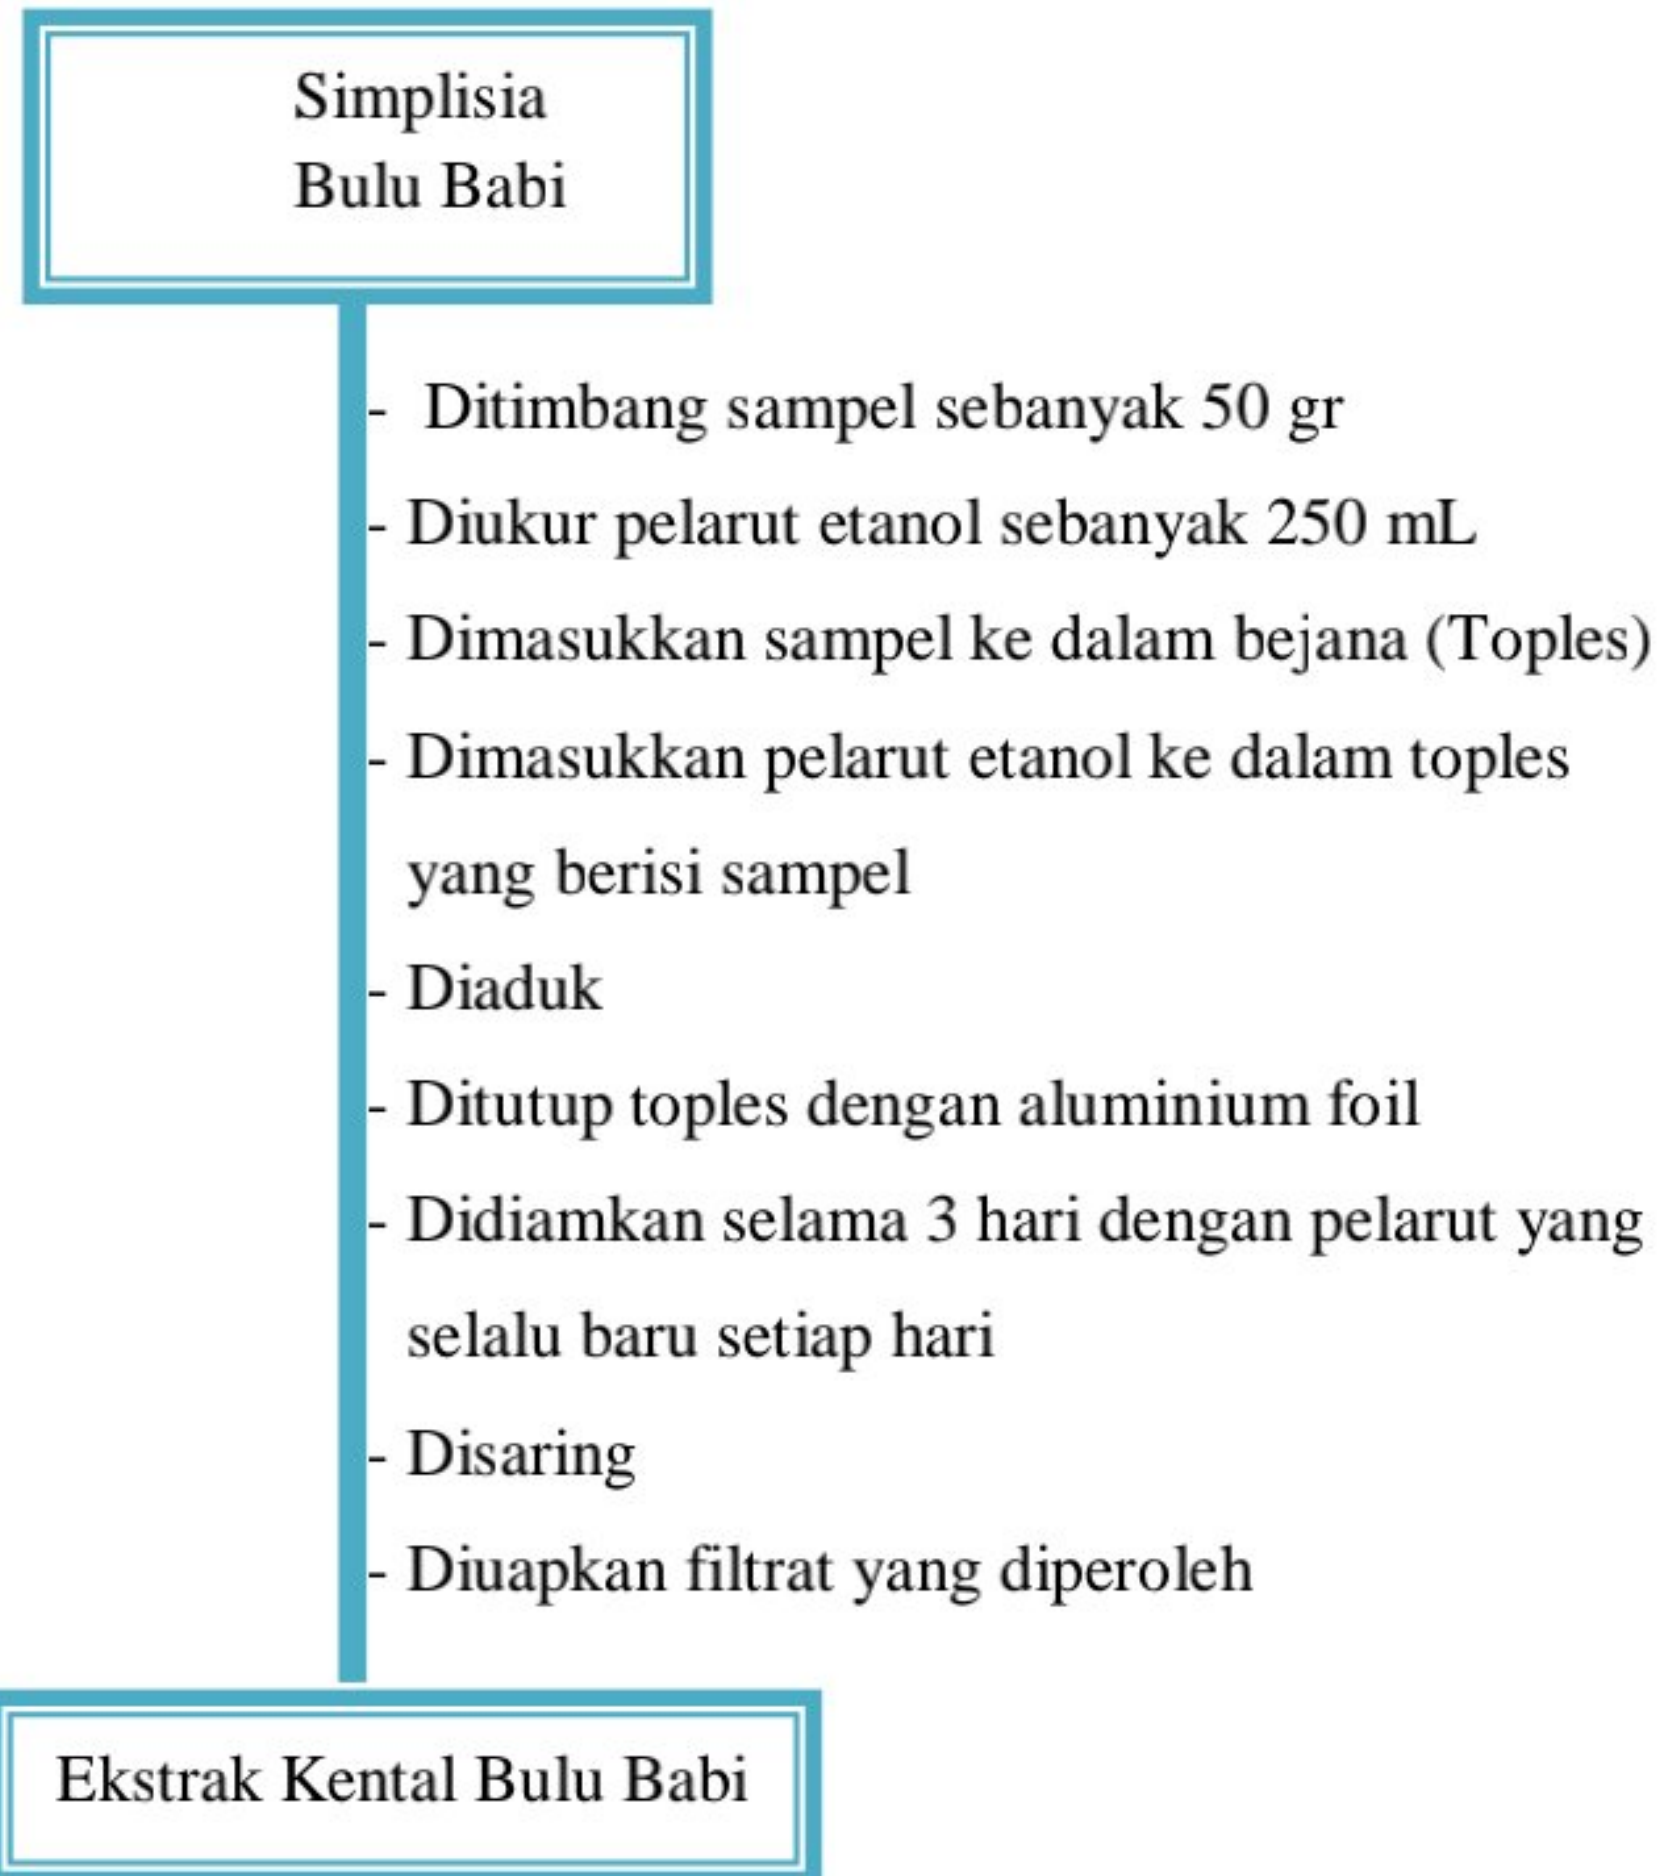 Simplisia
Bulu Babi
- Ditimbang sampel sebanyak 50 gr
- Diukur pelarut etanol sebanyak 250 mL
- Dimasukkan sampel ke dalam bejana (Toples)
- Dimasukkan pelarut etanol ke dalam toples
yang berisi sampel
- Diaduk
- Ditutup toples dengan aluminium foil
- Didiamkan selama 3 hari dengan pelarut yang
selalu baru setiap hari
- Disaring
- Diuapkan filtrat yang diperoleh
Ekstrak Kental Bulu Babi